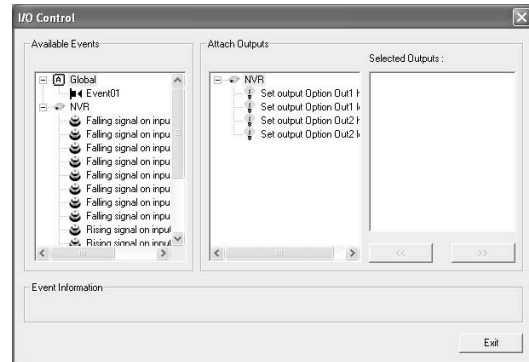 I/O Control
Available Events
Global
Event01
NVR
Falling signal on inpu
Falling signal on inpu
Falling signal on inpu
Falling signal on inpu
Falling signal on inpu
Falling signal on inpu
Falling signal on inpu
Falling signal on inpu
Rising signal on input
Rising signal on input
Attach Outputs
NVR
Set output Option Out1 h
Set output Option Out1 l
Set output Option Out2 h
Set output Option Out2 l
Selected Outputs :
<<
>>
Event Information
Exit